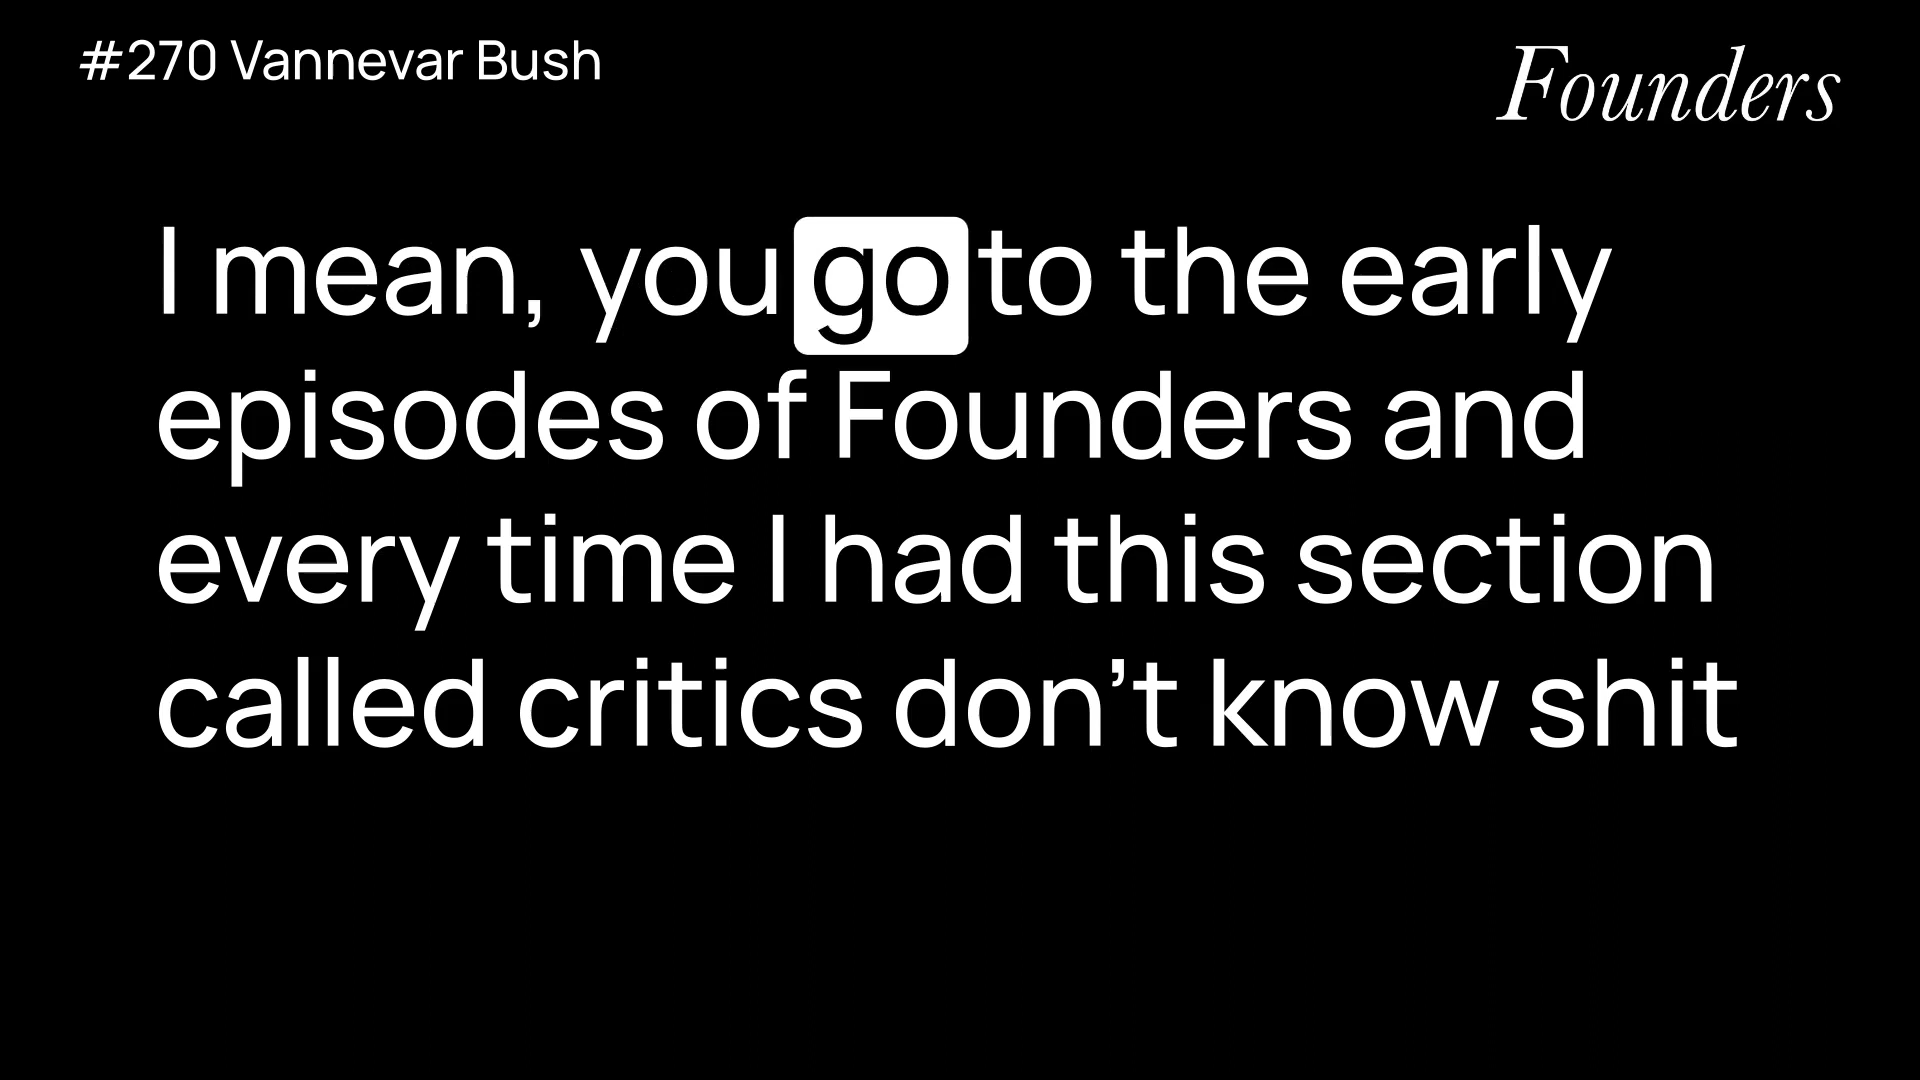 #270 Vannevar Bush
Founders
I mean, you go to the early
episodes of Founders and
every time I had this section
called critics don’t know shit